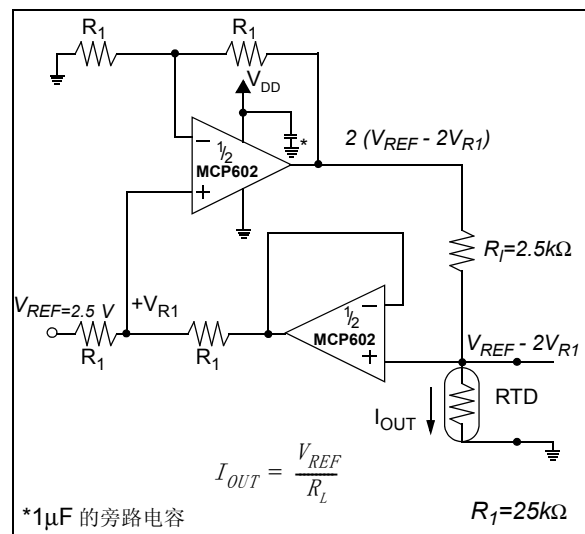 R1 R1
VDD
*
2 (VREF - 2VR1)
–
½
MCP602
+
Rl=2.5kΩ
+VR1
VREF=2.5 V
R1
R1
–
½
MCP602
+
VREF - 2VR1
RTD
IOUT
IOUT = VREF / RL
*1μF 的旁路电容
R1=25kΩ